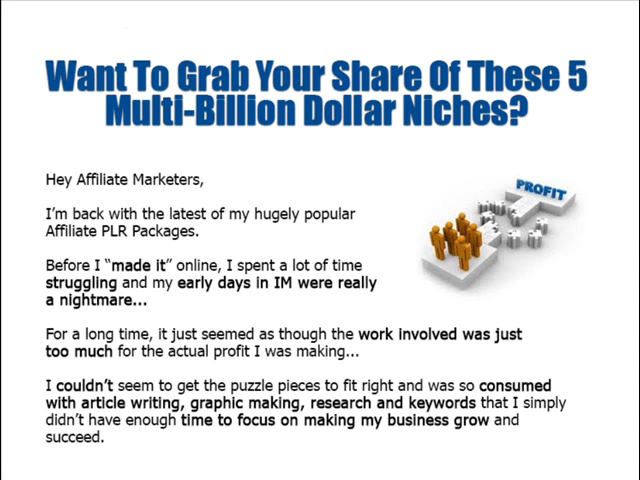 Want To Grab Your Share Of These 5
Multi-Billion Dollar Niches?
Hey Affiliate Marketers,
I'm back with the latest of my hugely popular
Affiliate PLR Packages.
PROFIT
Before I “made it” online, I spent a lot of time
struggling and my early days in IM were really
a nightmare...
For a long time, it just seemed as though the work involved was just
too much for the actual profit I was making...
I couldn't seem to get the puzzle pieces to fit right and was so consumed
with article writing, graphic making, research and keywords that I simply
didn't have enough time to focus on making my business grow and
succeed.